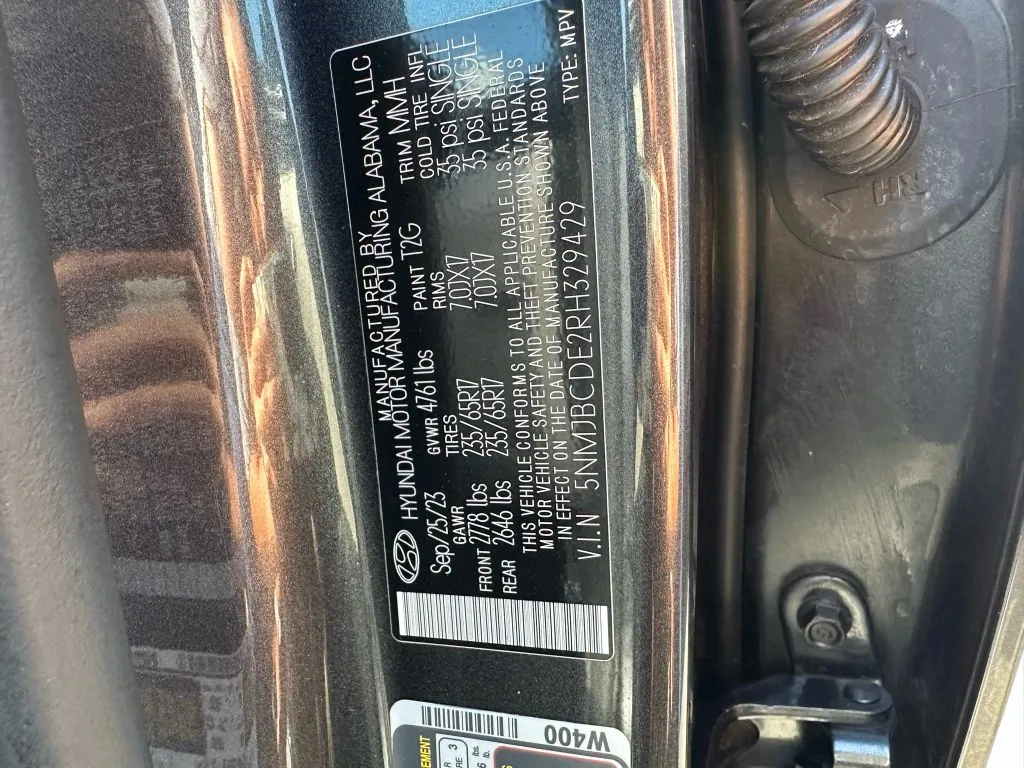 MANUFACTURED BY
HYUNDAI MOTOR MANUFACTURING ALABAMA, LLC
Sep/25/23 GVWR 4761 lbs PAINT T2G TRIM MMH
GAWR TIRES RIMS COLD TIRE INFL
FRONT 2778 lbs 235/65R17 7.0JX17 35 psi SINGLE
REAR 2646 lbs 235/65R17 7.0JX17 35 psi SINGLE
THIS VEHICLE CONFORMS TO ALL APPLICABLE U.S.A. FEDERAL
MOTOR VEHICLE SAFETY AND THEFT PREVENTION STANDARDS
IN EFFECT ON THE DATE OF MANUFACTURE SHOWN ABOVE
V.I.N 5NMJBCDE2RH329429 TYPE: MPV
W400
RH